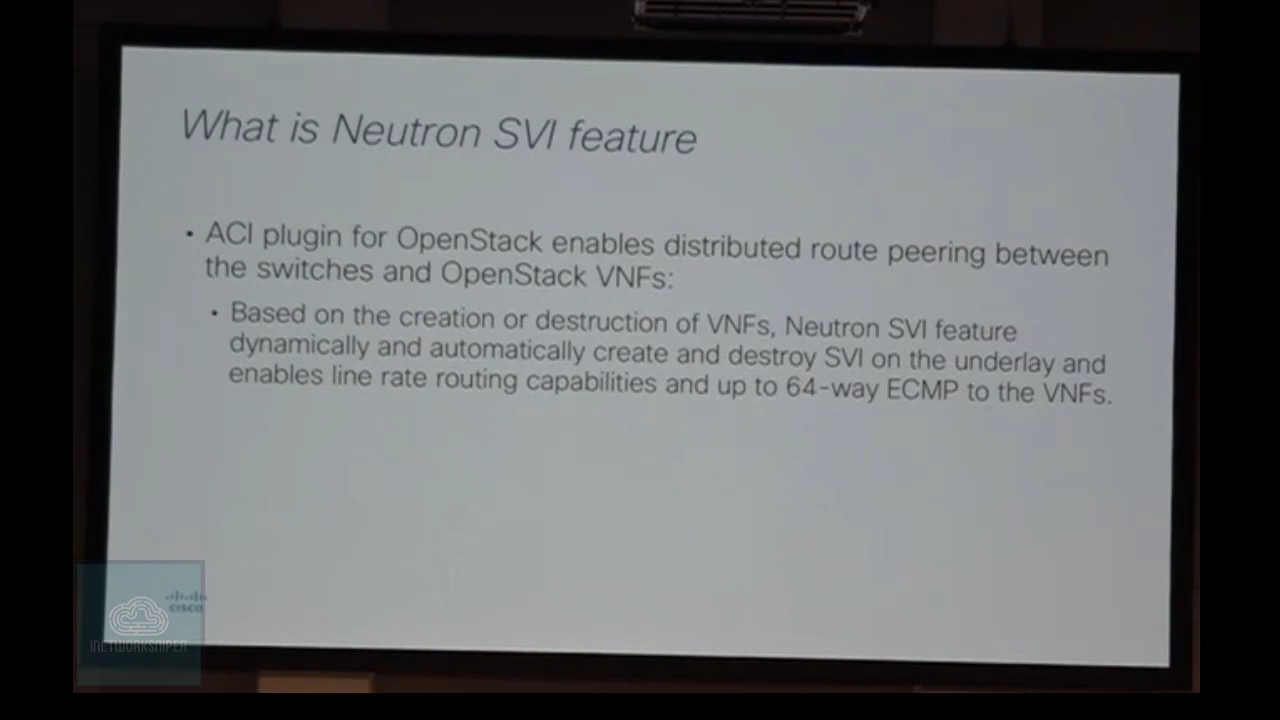 What is Neutron SVI feature
• ACI plugin for OpenStack enables distributed route peering between
the switches and OpenStack VNFs:
• Based on the creation or destruction of VNFs, Neutron SVI feature
dynamically and automatically create and destroy SVI on the underlay and
enables line rate routing capabilities and up to 64-way ECMP to the VNFs.
CISCO
INETWORKSNIPER